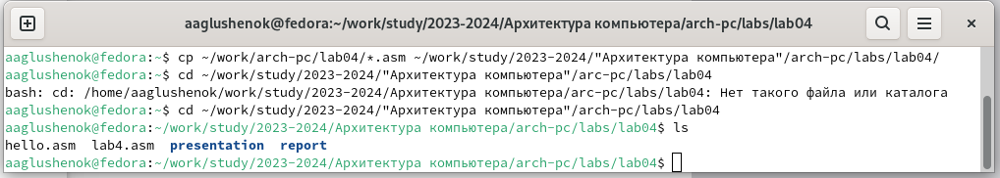 aaglushenok@fedora:~/work/study/2023-2024/Архитектура компьютера/arch-pc/labs/lab04
aaglushenok@fedora:~$ cp ~/work/arch-pc/lab04/*.asm ~/work/study/2023-2024/"Архитектура компьютера"/arch-pc/labs/lab04/
aaglushenok@fedora:~$ cd ~/work/study/2023-2024/"Архитектура компьютера"/arc-pc/labs/lab04
bash: cd: /home/aaglushenok/work/study/2023-2024/Архитектура компьютера/arc-pc/labs/lab04: Нет такого файла или каталога
aaglushenok@fedora:~$ cd ~/work/study/2023-2024/"Архитектура компьютера"/arch-pc/labs/lab04
aaglushenok@fedora:~/work/study/2023-2024/Архитектура компьютера/arch-pc/labs/lab04$ ls
hello.asm  lab4.asm  presentation  report
aaglushenok@fedora:~/work/study/2023-2024/Архитектура компьютера/arch-pc/labs/lab04$